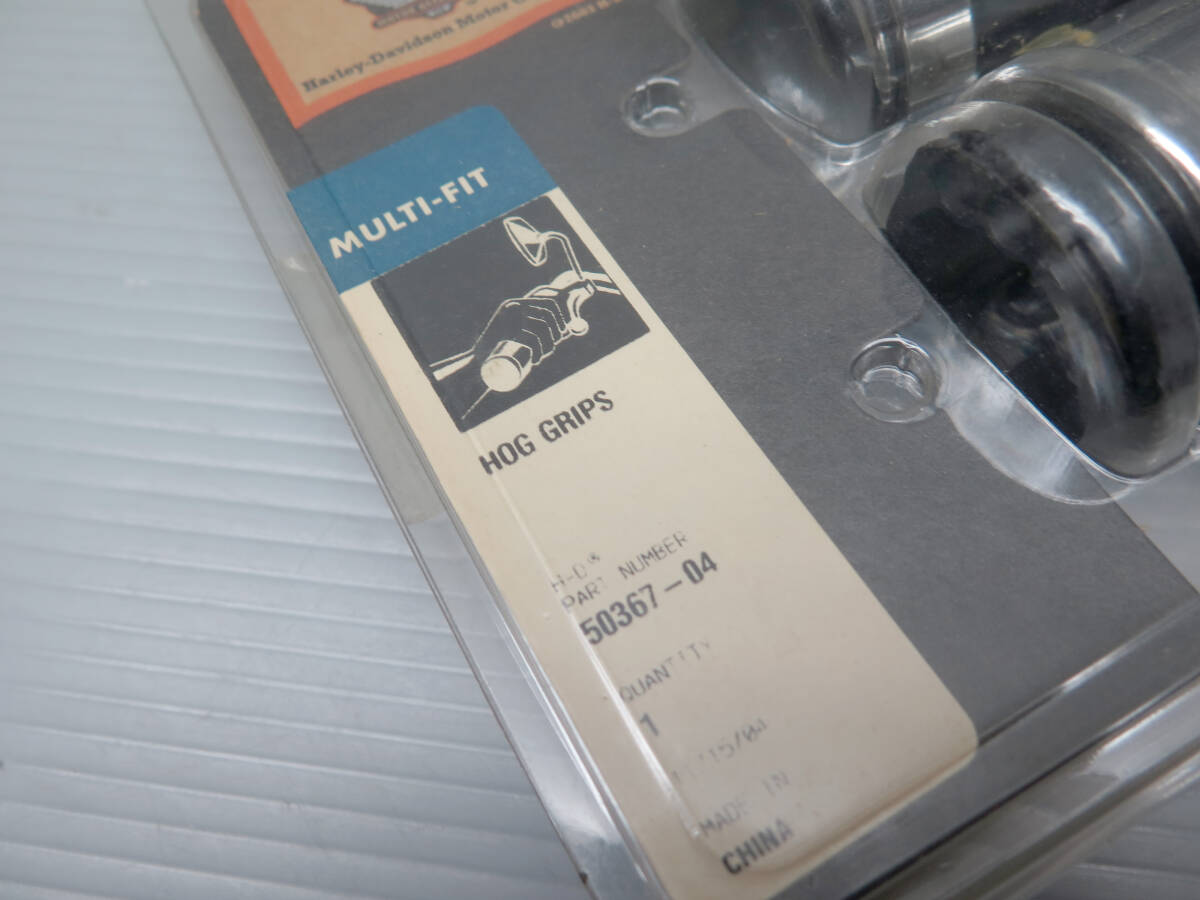 Harley-Davidson Motor
MULTI-FIT
HOG GRIPS
H-D®
PART NUMBER
50367-04
QUANTITY
1
MADE IN
CHINA